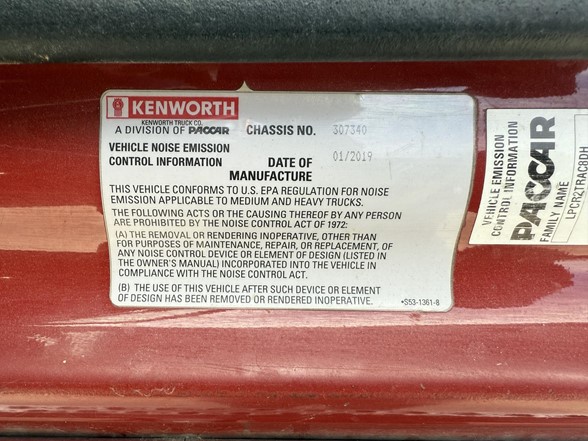 KENWORTH
KENWORTH TRUCK CO.
A DIVISION OF PACCAR
CHASSIS NO. 307340
VEHICLE NOISE EMISSION
CONTROL INFORMATION
DATE OF
MANUFACTURE
01/2019
THIS VEHICLE CONFORMS TO U.S. EPA REGULATION FOR NOISE
EMISSION APPLICABLE TO MEDIUM AND HEAVY TRUCKS.
THE FOLLOWING ACTS OR THE CAUSING THEREOF BY ANY PERSON
ARE PROHIBITED BY THE NOISE CONTROL ACT OF 1972:
(A) THE REMOVAL OR RENDERING INOPERATIVE, OTHER THAN
FOR PURPOSES OF MAINTENANCE, REPAIR, OR REPLACEMENT, OF
ANY NOISE CONTROL DEVICE OR ELEMENT OF DESIGN (LISTED IN
THE OWNER'S MANUAL) INCORPORATED INTO THE VEHICLE IN
COMPLIANCE WITH THE NOISE CONTROL ACT.
(B) THE USE OF THIS VEHICLE AFTER SUCH DEVICE OR ELEMENT
OF DESIGN HAS BEEN REMOVED OR RENDERED INOPERATIVE.
•S53-1361-8
VEHICLE EMISSION
CONTROL INFORMATION
PACCAR
FAMILY NAME